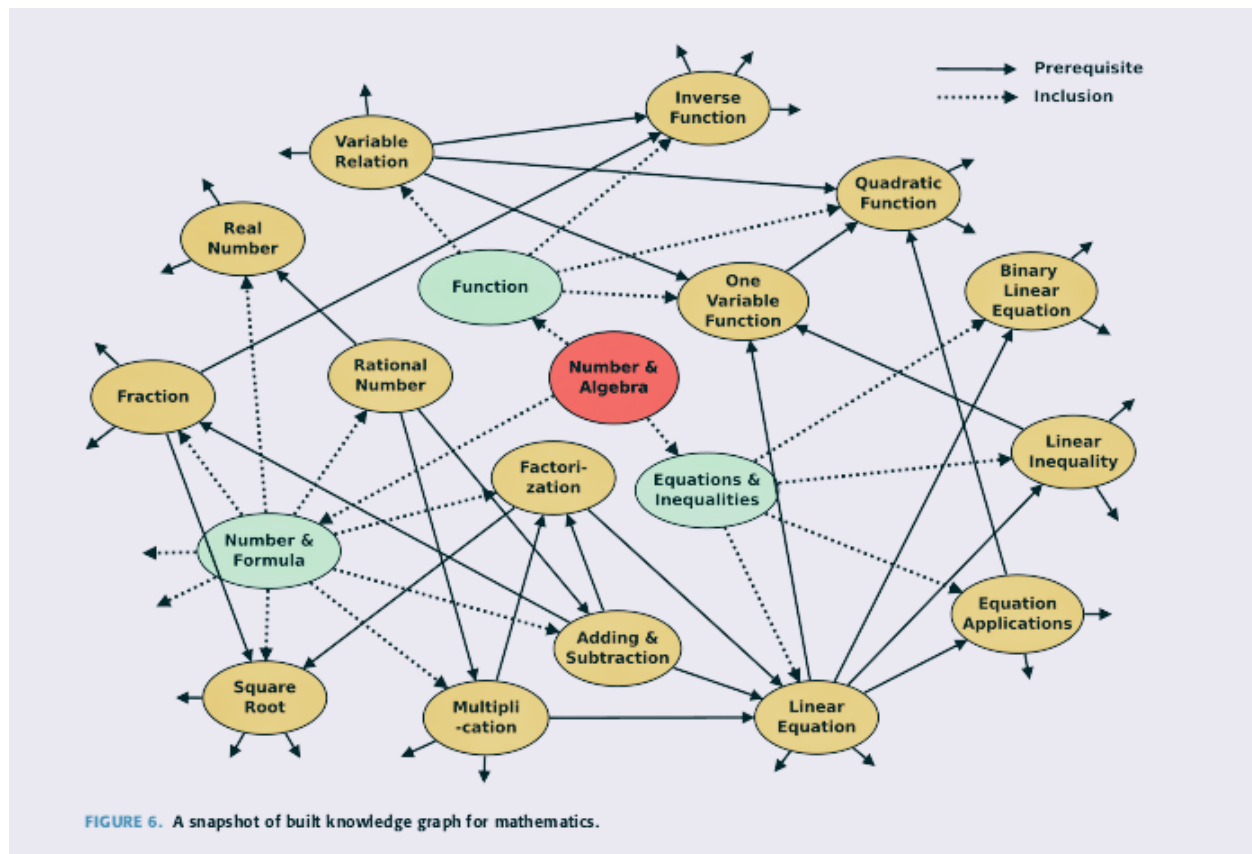 Prerequisite
Inclusion
Inverse
Function
Variable
Relation
Quadratic
Function
Real
Number
Function
One
Variable
Function
Binary
Linear
Equation
Number &
Algebra
Rational
Number
Fraction
Linear
Inequality
Factori-
zation
Equations &
Inequalities
Number &
Formula
Equation
Applications
Adding &
Subtraction
Square
Root
Multipli
-cation
Linear
Equation
FIGURE 6. A snapshot of built knowledge graph for mathematics.